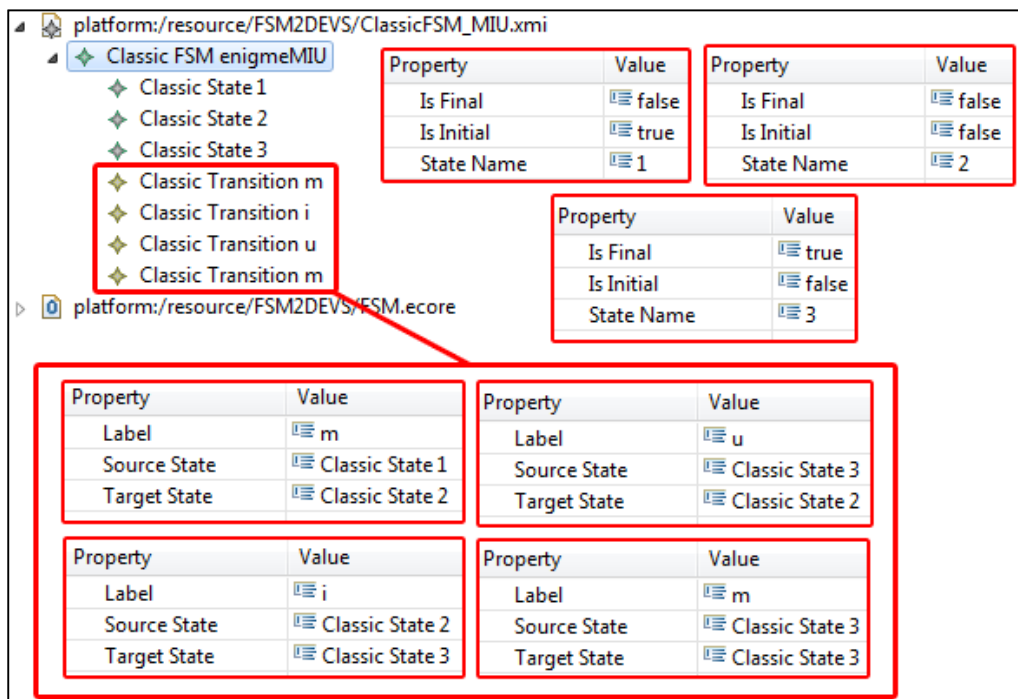 platform:/resource/FSM2DEVS/ClassicFSM_MIU.xmi
Classic FSM enigmeMIU
Classic State 1
Classic State 2
Classic State 3
Classic Transition m
Classic Transition i
Classic Transition u
Classic Transition m
platform:/resource/FSM2DEVS/FSM.ecore
Property Value
Is Final false
Is Initial true
State Name 1
Property Value
Is Final false
Is Initial false
State Name 2
Property Value
Is Final true
Is Initial false
State Name 3
Property Value
Label m
Source State Classic State 1
Target State Classic State 2
Property Value
Label u
Source State Classic State 3
Target State Classic State 2
Property Value
Label i
Source State Classic State 2
Target State Classic State 3
Property Value
Label m
Source State Classic State 3
Target State Classic State 3